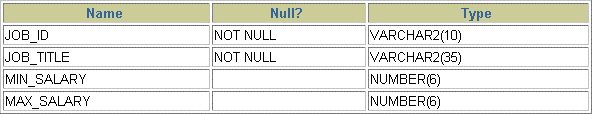 Name Null? Type
JOB_ID NOT NULL VARCHAR2(10)
JOB_TITLE NOT NULL VARCHAR2(35)
MIN_SALARY NUMBER(6)
MAX_SALARY NUMBER(6)